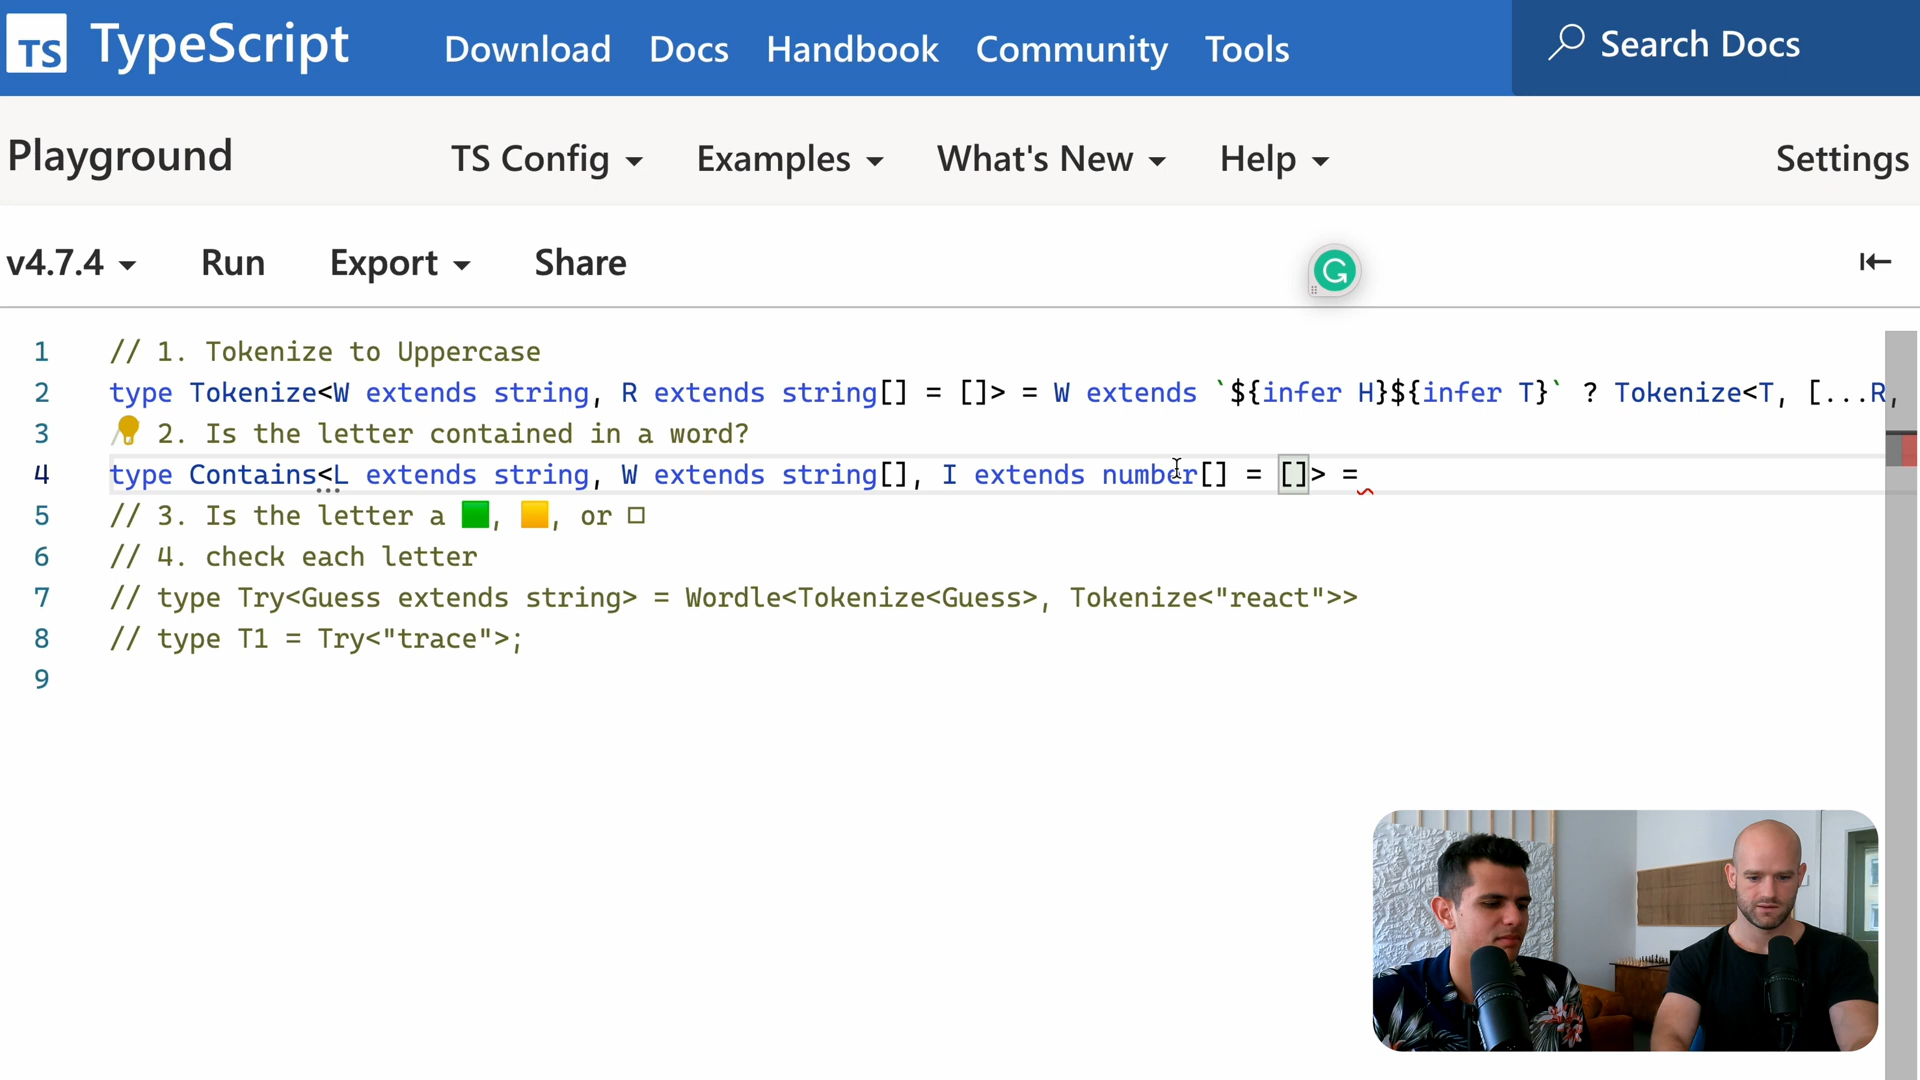 TS TypeScript Download Docs Handbook Community Tools Search Docs
Playground TS Config Examples What's New Help Settings
v4.7.4 Run Export Share
1 // 1. Tokenize to Uppercase
2 type Tokenize<W extends string, R extends string[] = []> = W extends `${infer H}${infer T}` ? Tokenize<T, [...R,
3 2. Is the letter contained in a word?
4 type Contains<L extends string, W extends string[], I extends number[] = []> =
5 // 3. Is the letter a 🟩, 🟨, or ◻
6 // 4. check each letter
7 // type Try<Guess extends string> = Wordle<Tokenize<Guess>, Tokenize<"react">>
8 // type T1 = Try<"trace">;
9